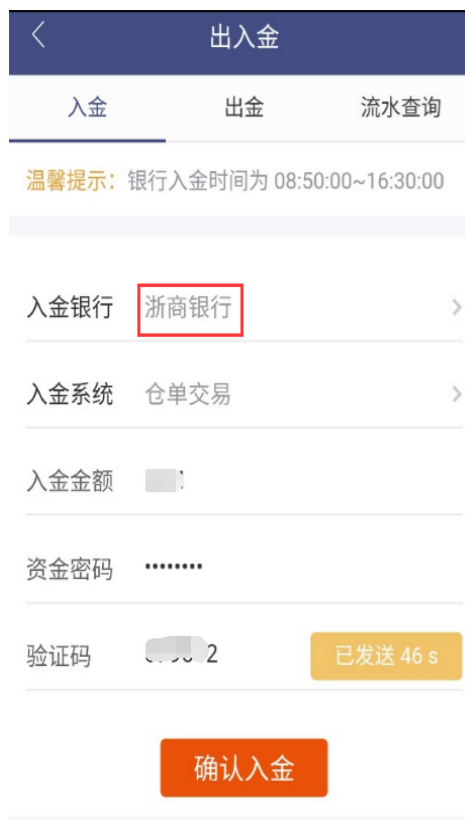 出入金
入金 出金 流水查询
温馨提示：银行入金时间为 08:50:00~16:30:00
入金银行 浙商银行
入金系统 仓单交易
入金金额
资金密码 ••••••••
验证码 2 已发送 46 s
确认入金